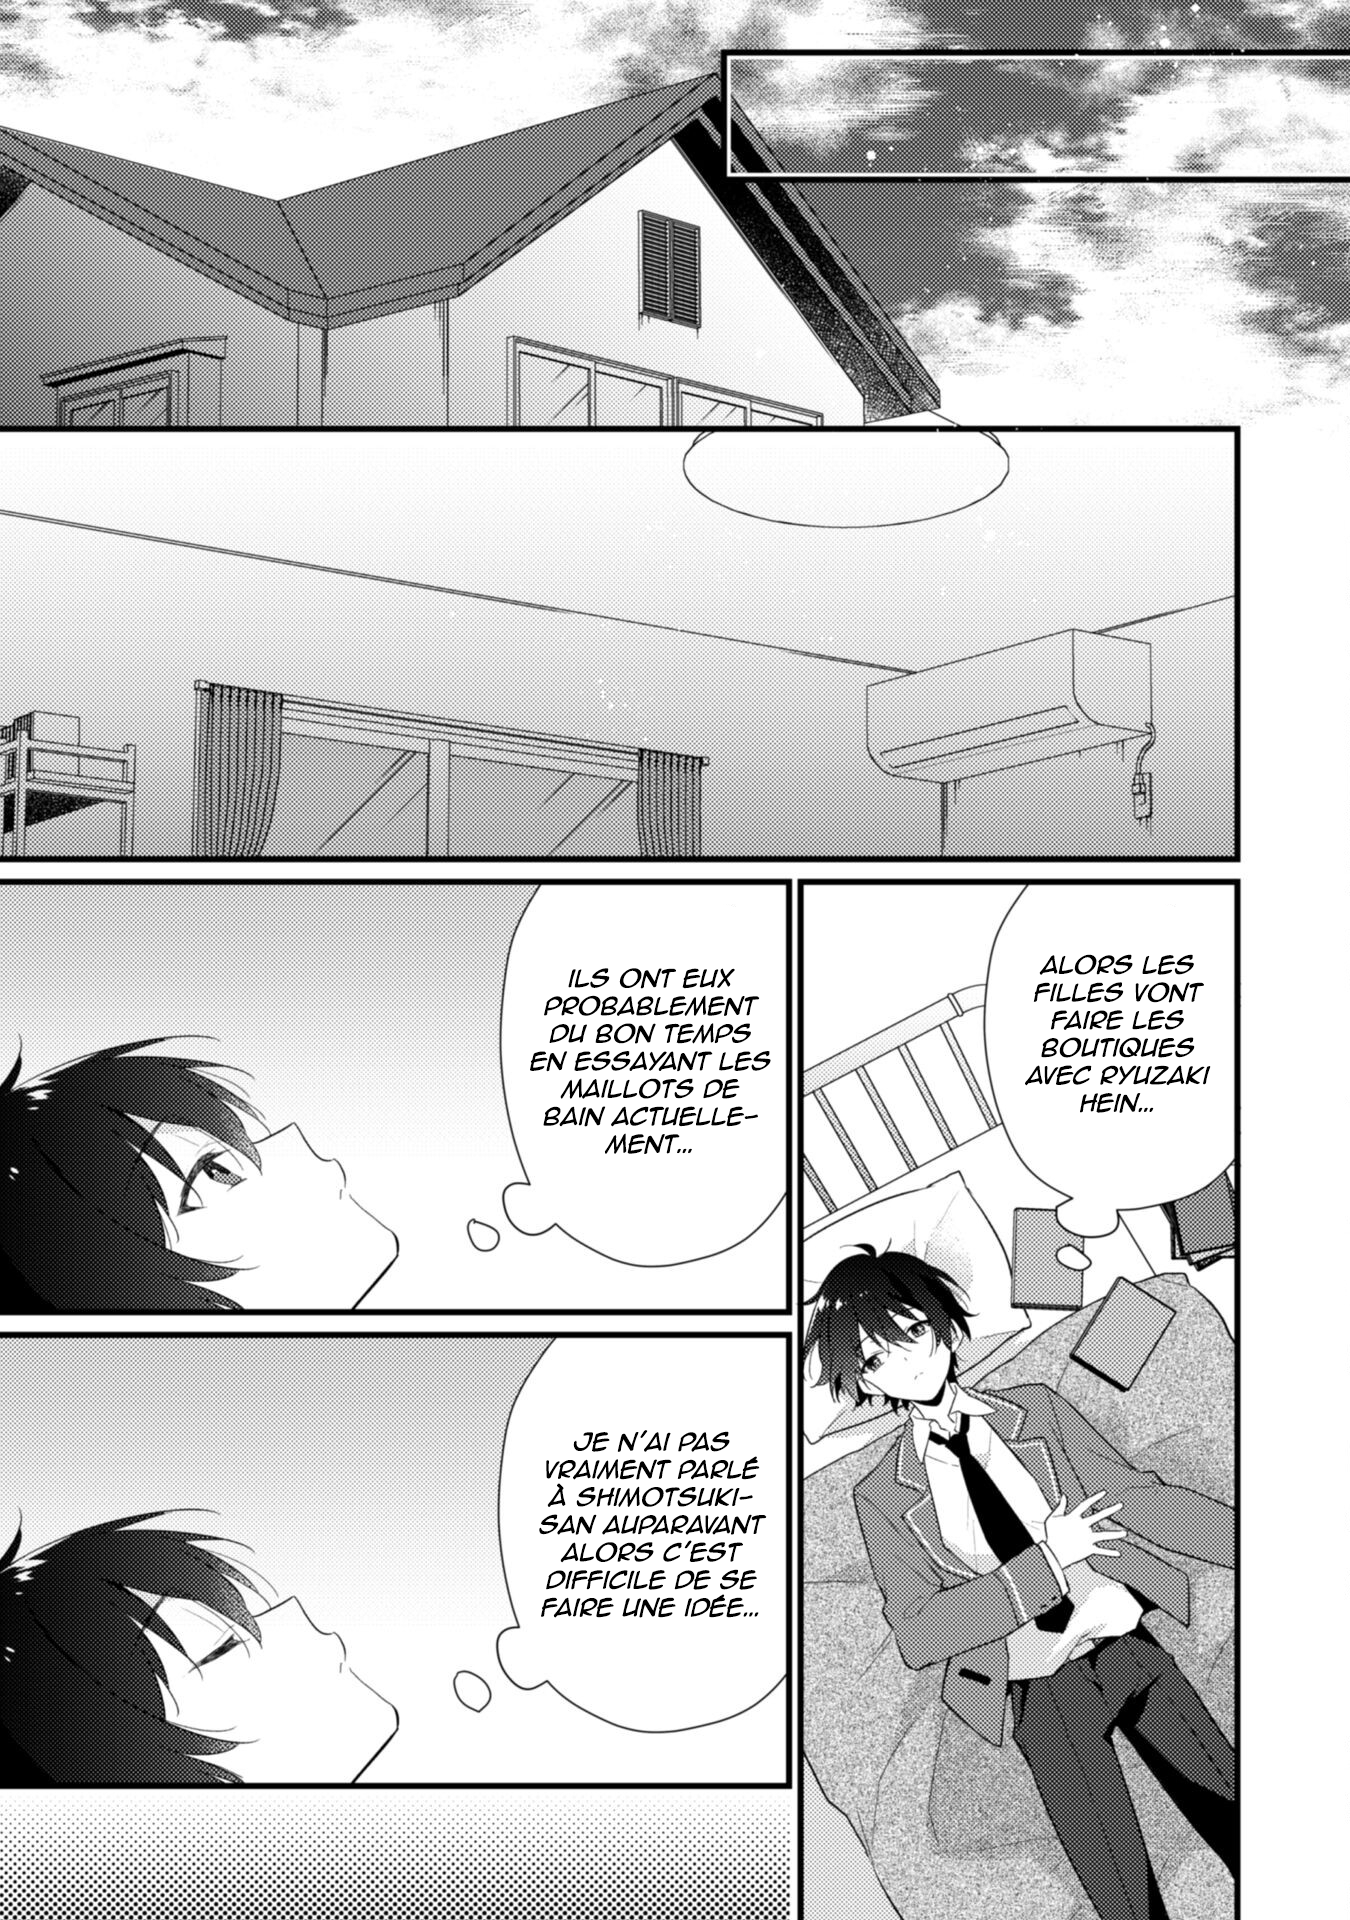 ALORS LES
FILLES VONT
FAIRE LES
BOUTIQUES
AVEC RYUZAKI
HEIN...
ILS ONT EUX
PROBABLEMENT
DU BON TEMPS
EN ESSAYANT LES
MAILLOTS DE
BAIN ACTUELLE-
MENT...
JE N'AI PAS
VRAIMENT PARLÉ
À SHIMOTSUKI-
SAN AUPARAVANT
ALORS C'EST
DIFFICILE DE SE
FAIRE UNE IDÉE...